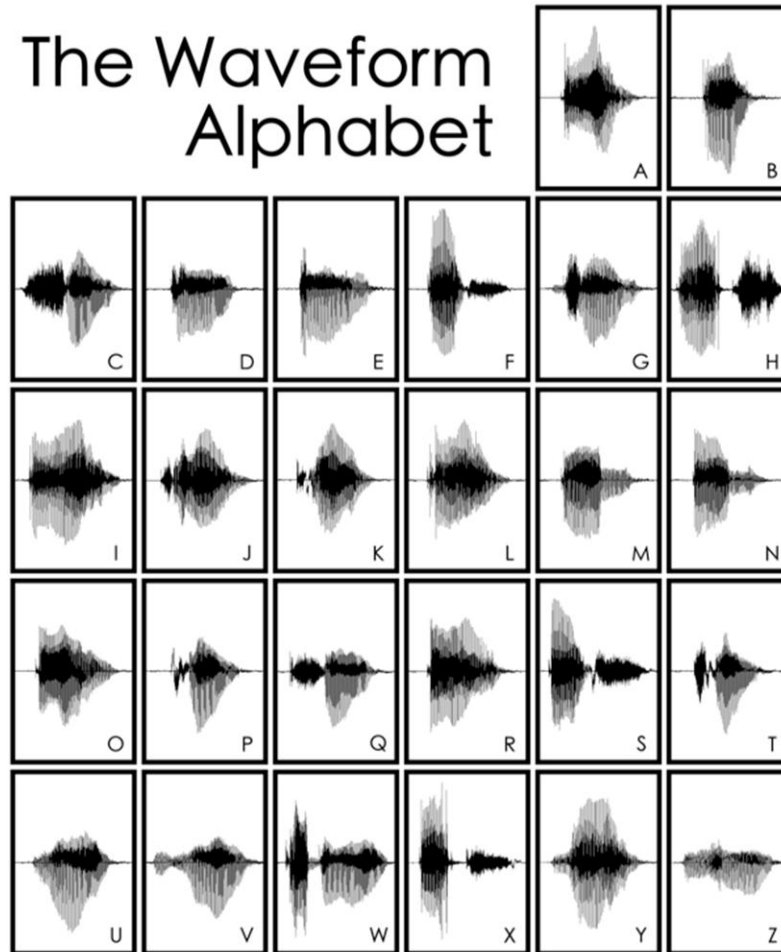 The Waveform
Alphabet
A B
C D E F G H
I J K L M N
O P Q R S T
U V W X Y Z